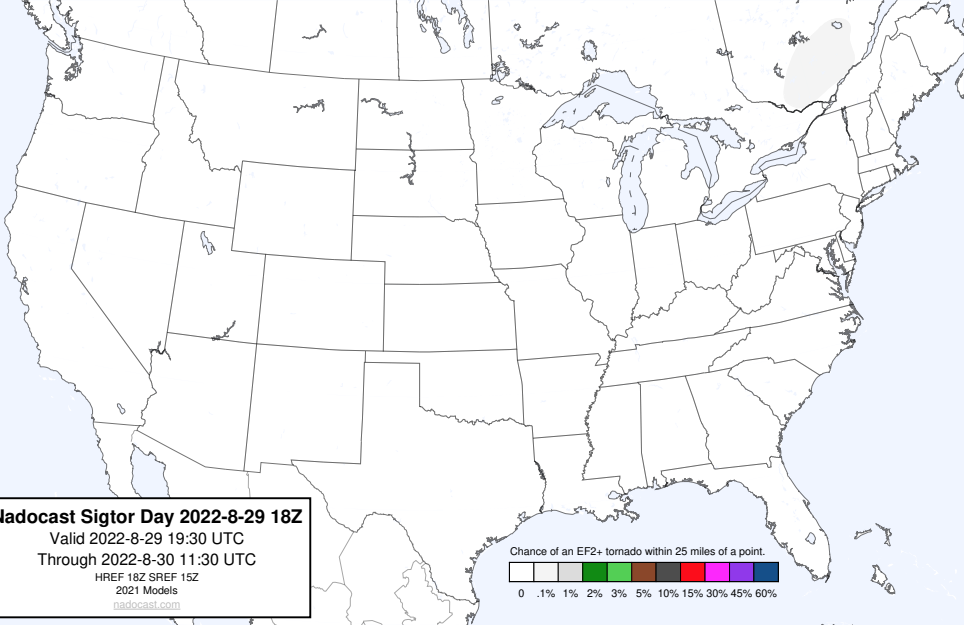 Nadocast Sigtor Day 2022-8-29 18Z
Valid 2022-8-29 19:30 UTC
Through 2022-8-30 11:30 UTC
HREF 18Z SREF 15Z
2021 Models
nadocast.com
Chance of an EF2+ tornado within 25 miles of a point.
0 .1% 1% 2% 3% 5% 10% 15% 30% 45% 60%